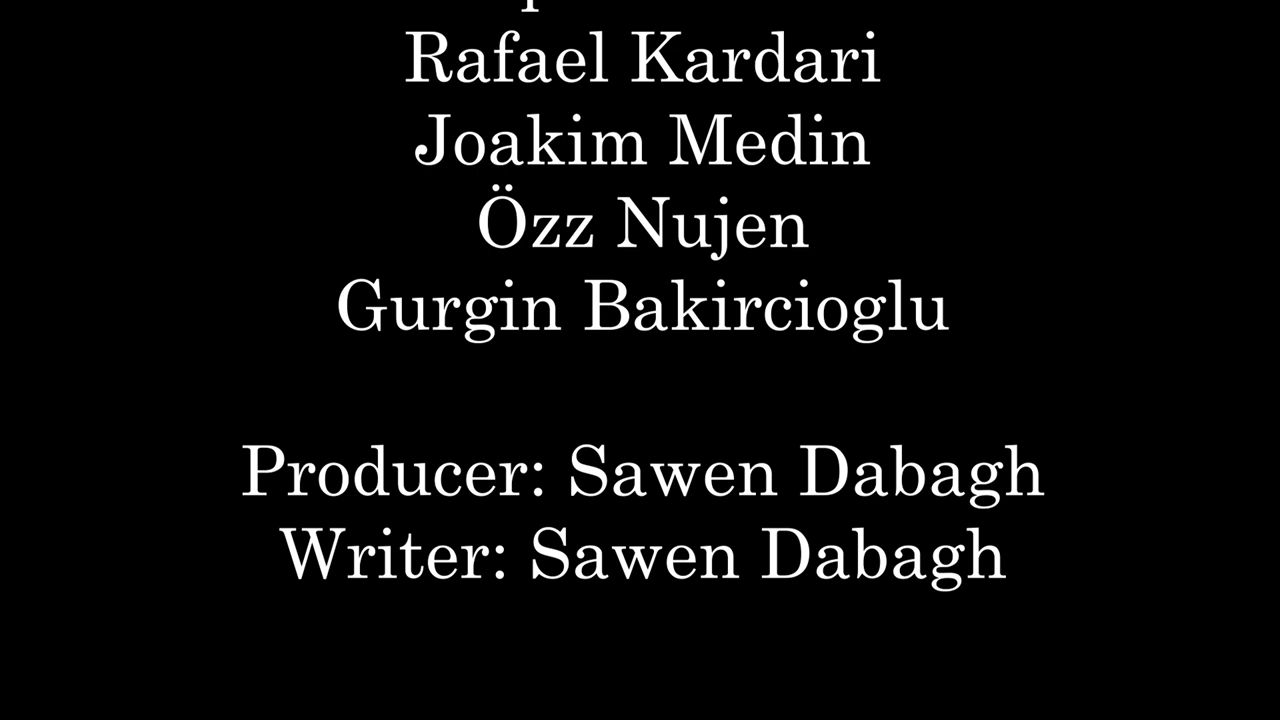 Rafael Kardari
Joakim Medin
Özz Nujen
Gurgin Bakircioglu
Producer: Sawen Dabagh
Writer: Sawen Dabagh